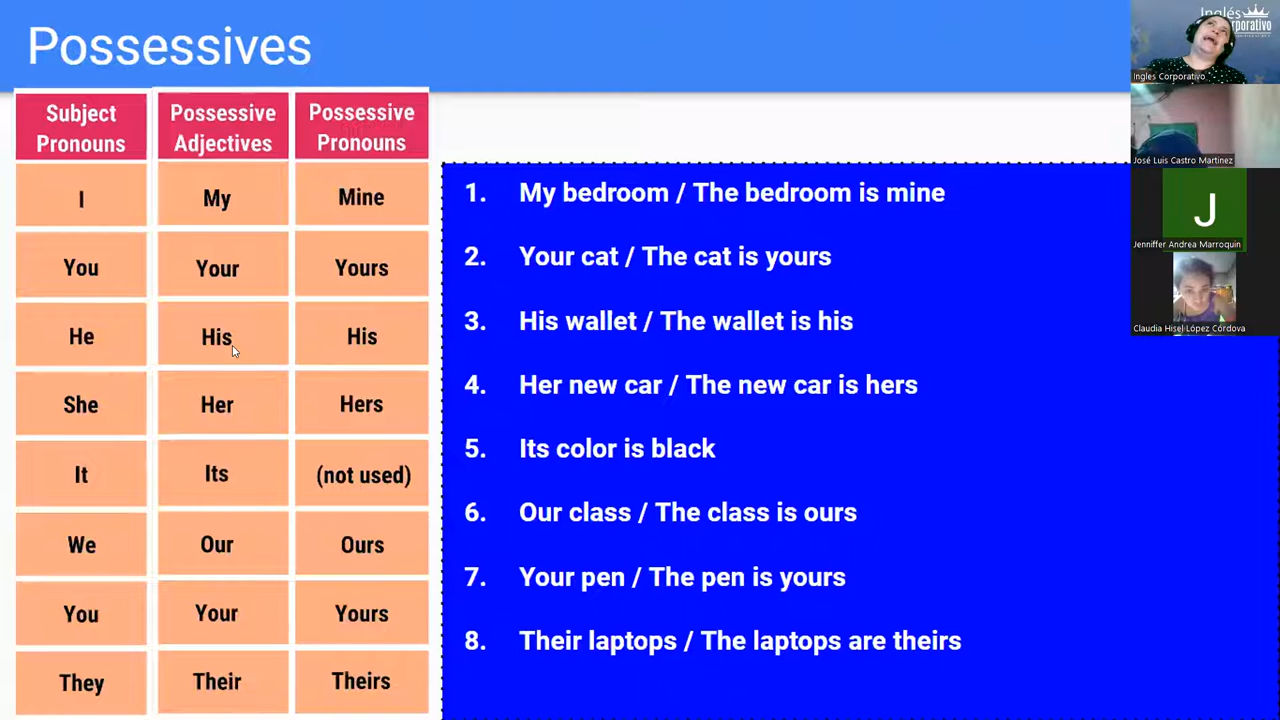 Possessives
Subject Pronouns
Possessive Adjectives
Possessive Pronouns
I
My
Mine
You
Your
Yours
He
His
His
She
Her
Hers
It
Its
(not used)
We
Our
Ours
You
Your
Yours
They
Their
Theirs
1. My bedroom / The bedroom is mine
2. Your cat / The cat is yours
3. His wallet / The wallet is his
4. Her new car / The new car is hers
5. Its color is black
6. Our class / The class is ours
7. Your pen / The pen is yours
8. Their laptops / The laptops are theirs
Inglés
Ingles Corporativo
José Luis Castro Martinez
J
Jenniffer Andrea Marroquin
Claudia Hisel López Córdova